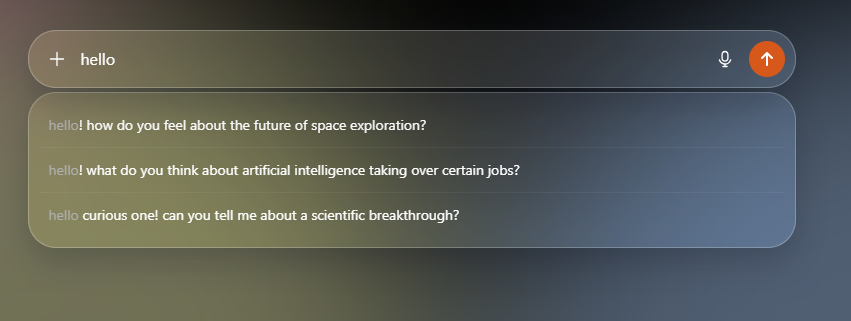 hello
hello! how do you feel about the future of space exploration?
hello! what do you think about artificial intelligence taking over certain jobs?
hello curious one! can you tell me about a scientific breakthrough?